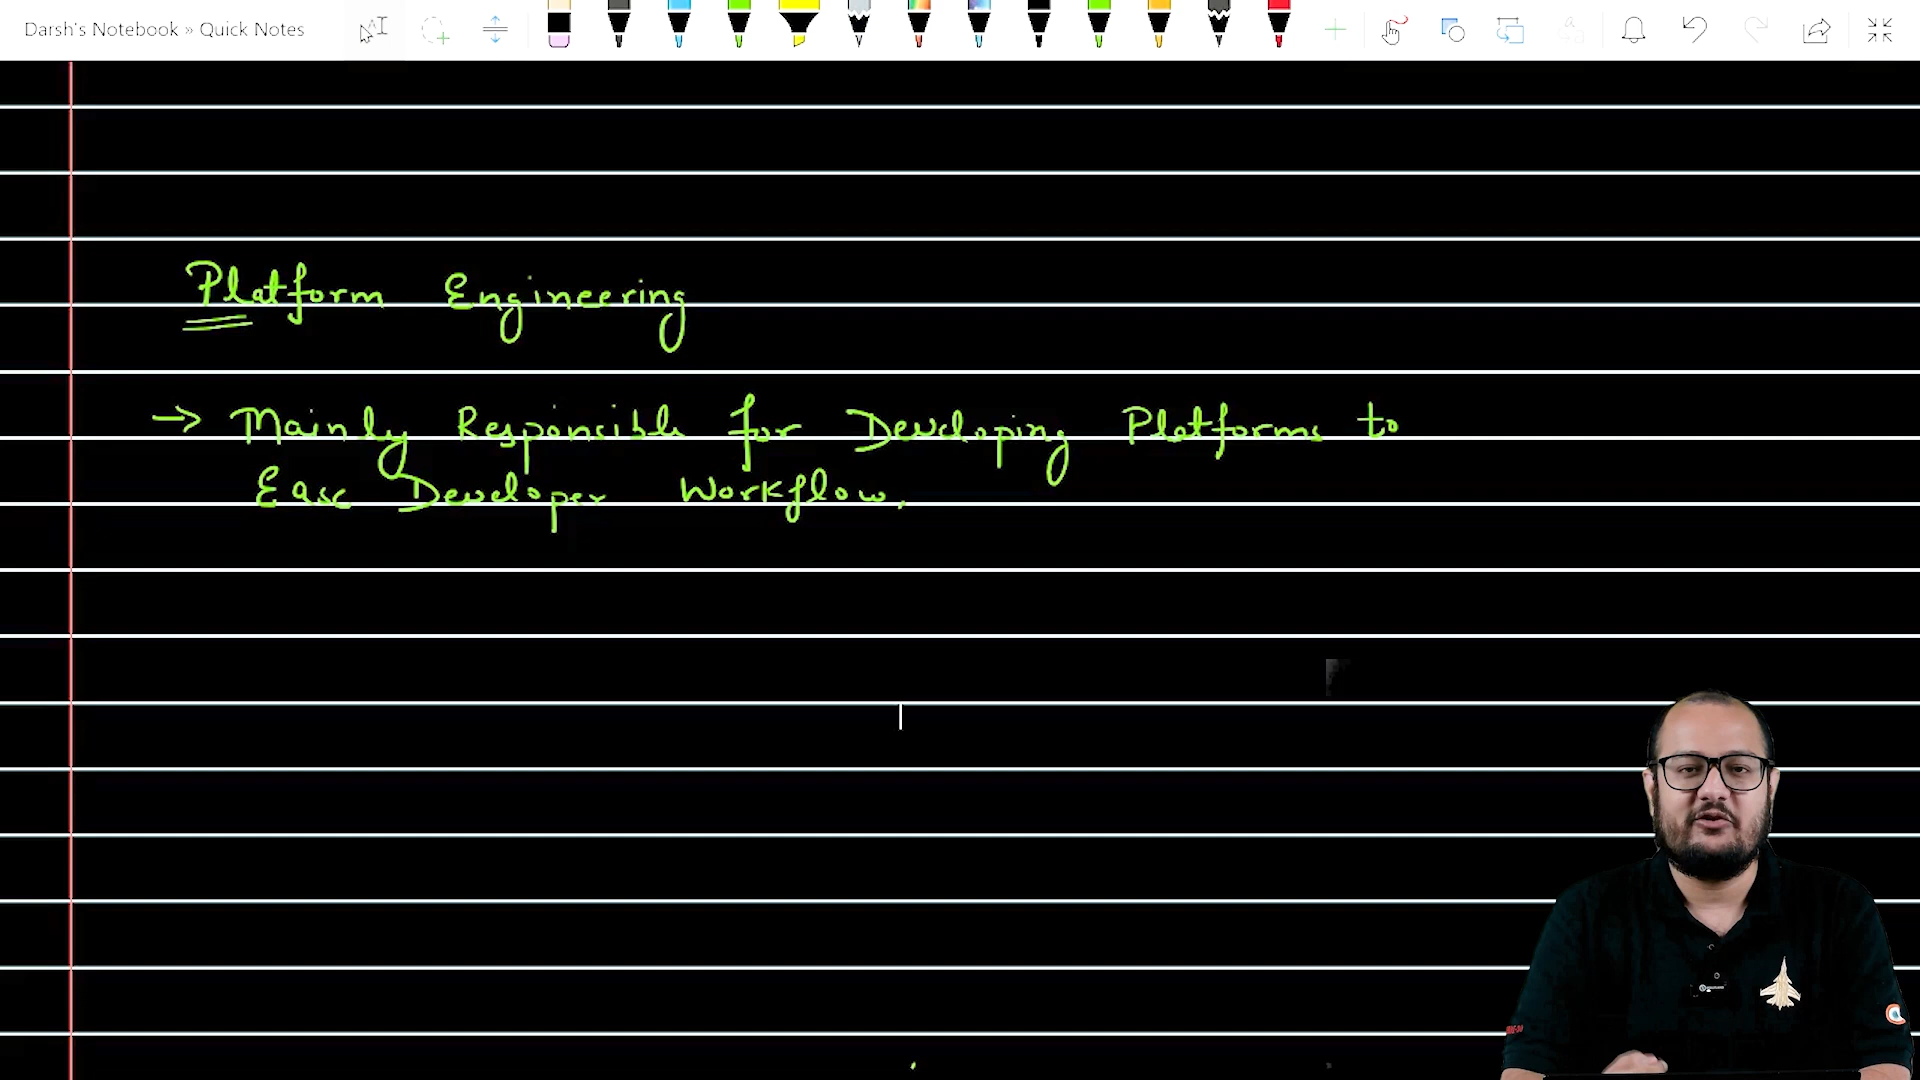 Darsh's Notebook » Quick Notes
Platform Engineering
→ Mainly Responsible for Developing Platforms to
Ease Developer Workflow.